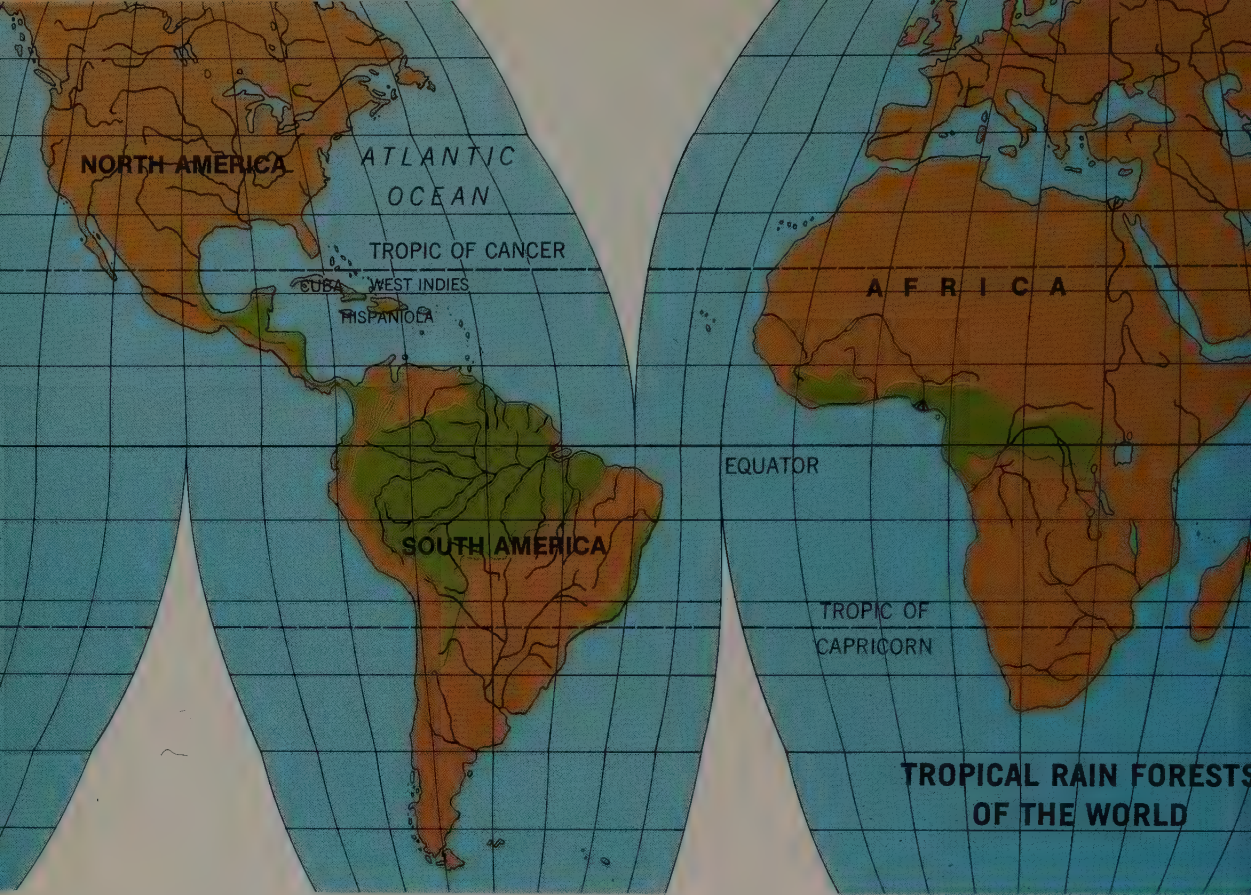 NORTH AMERICA
ATLANTIC
OCEAN
TROPIC OF CANCER
CUBA
WEST INDIES
HISPANIOLA
AFRICA
EQUATOR
SOUTH AMERICA
TROPIC OF
CAPRICORN
TROPICAL RAIN FORESTS
OF THE WORLD